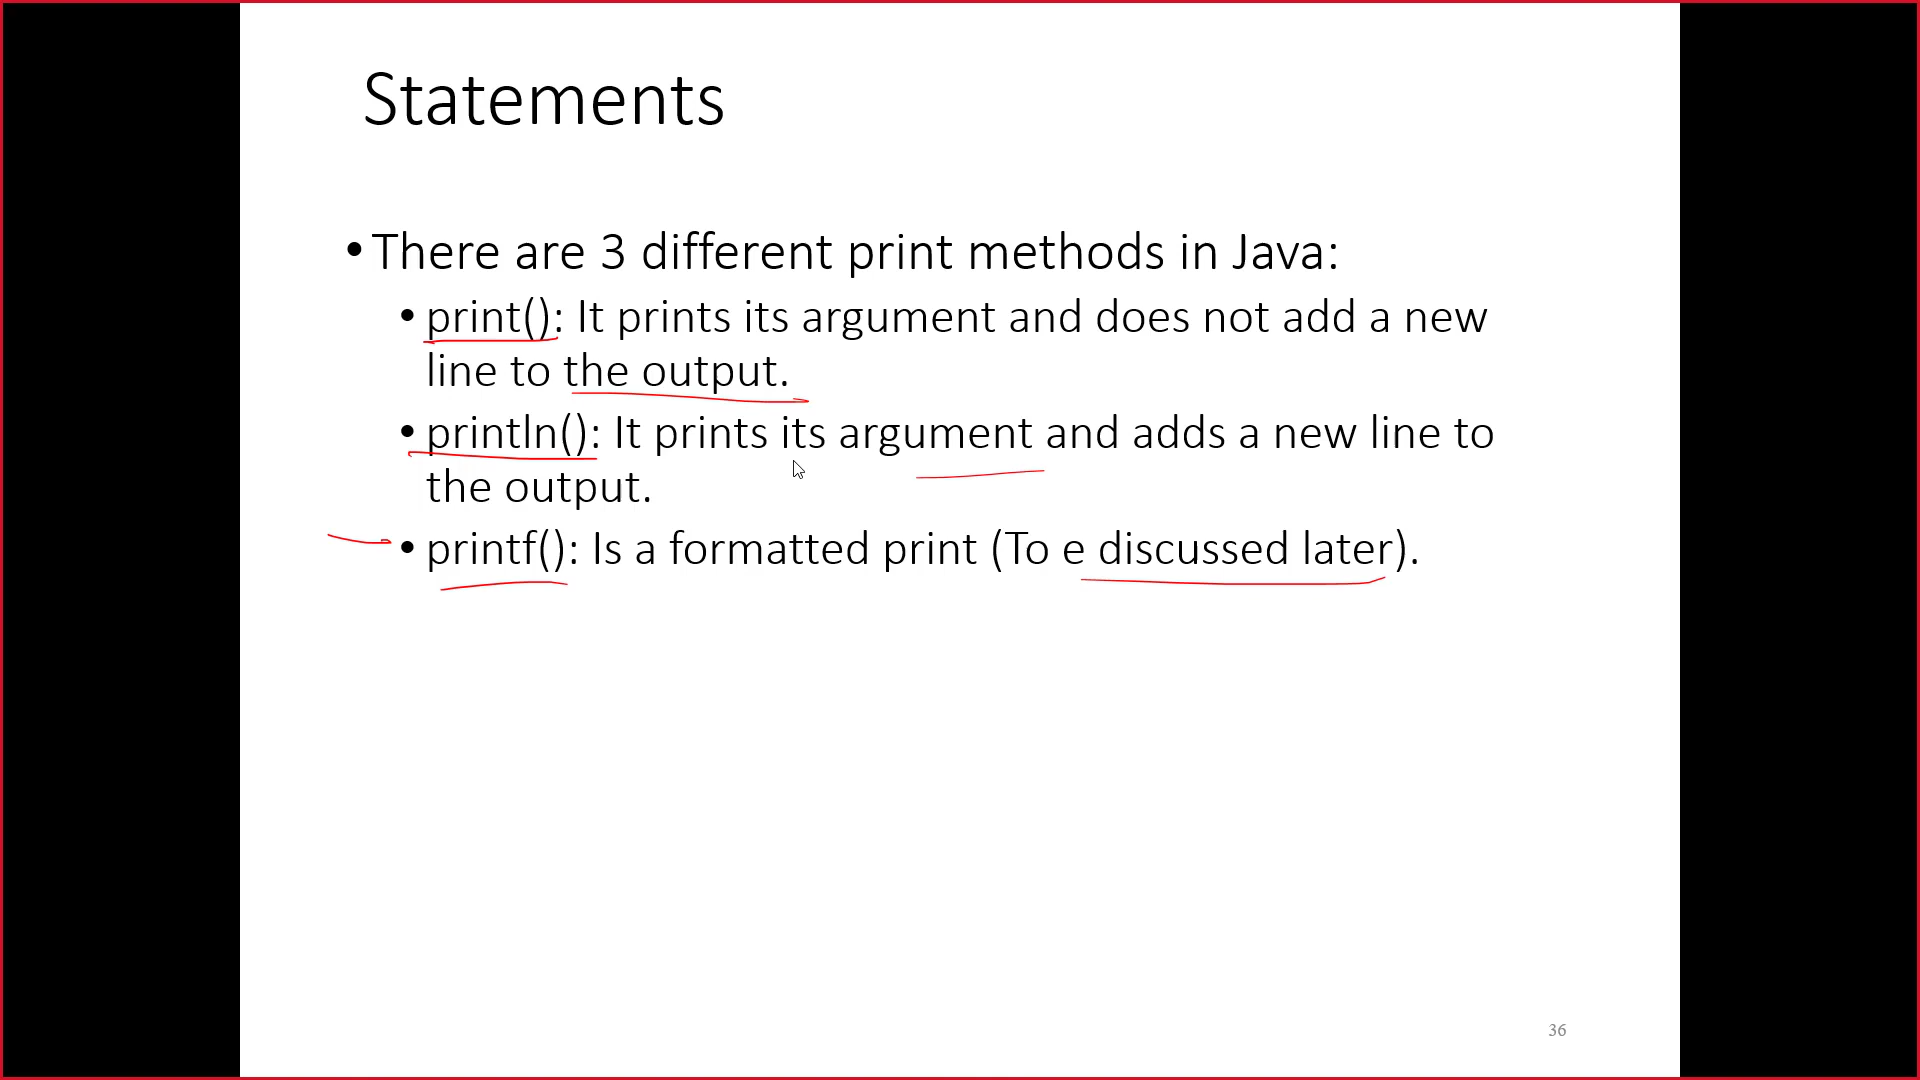 Statements
• There are 3 different print methods in Java:
• print(): It prints its argument and does not add a new
line to the output.
• println(): It prints its argument and adds a new line to
the output.
• printf(): Is a formatted print (To e discussed later).
36